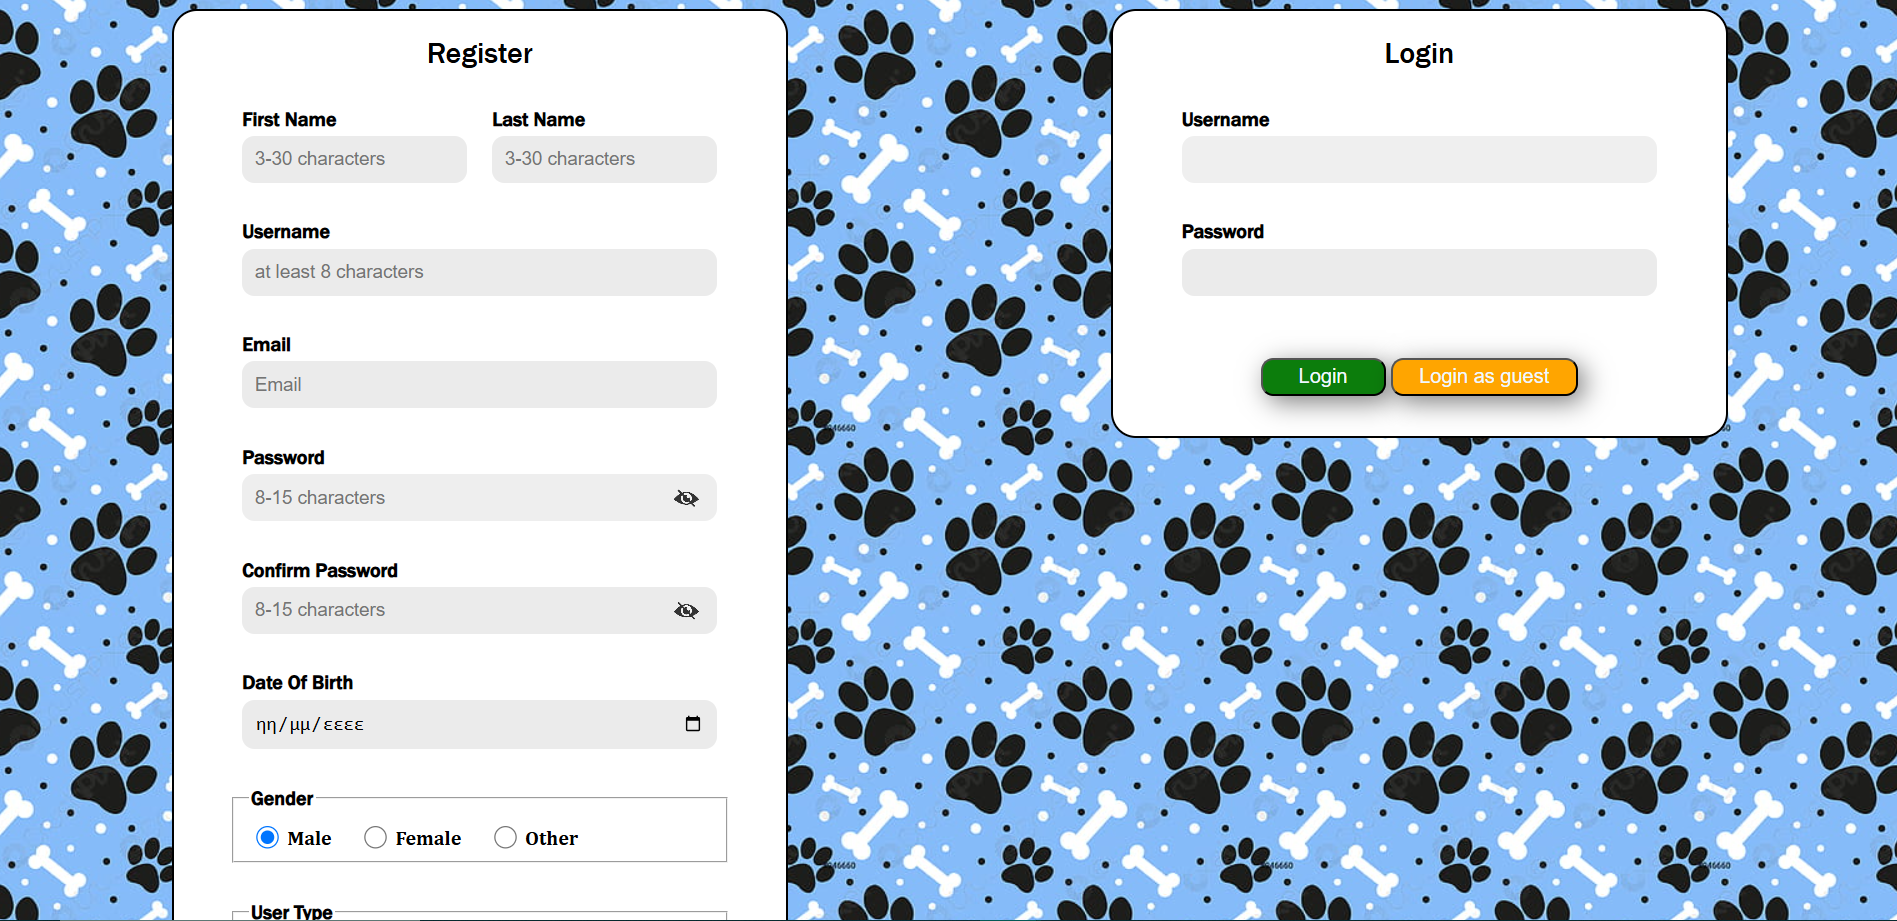 Register
First Name
Last Name
3-30 characters
3-30 characters
Username
at least 8 characters
Email
Email
Password
8-15 characters
Confirm Password
8-15 characters
Date Of Birth
ηη/μμ/εεεε
Gender
Male
Female
Other
User Type
Login
Username
Password
Login
Login as guest